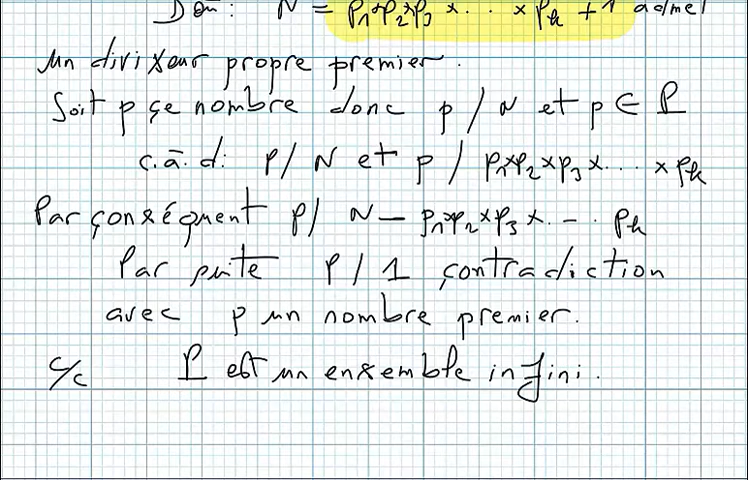 Doù: N = p₁×p₂×p₃ × . . × pₖ + 1 admet
un diviseur propre premier.
Soit p ce nombre donc p / N et p ∈ P
c.à.d: p / N et p / p₁×p₂×p₃ × . . . . × pₖ
Par conséquent p / N − p₁×p₂×p₃ × . − . pₖ
Par suite p / 1 contradiction
avec p un nombre premier.
C/c P est un ensemble infini.